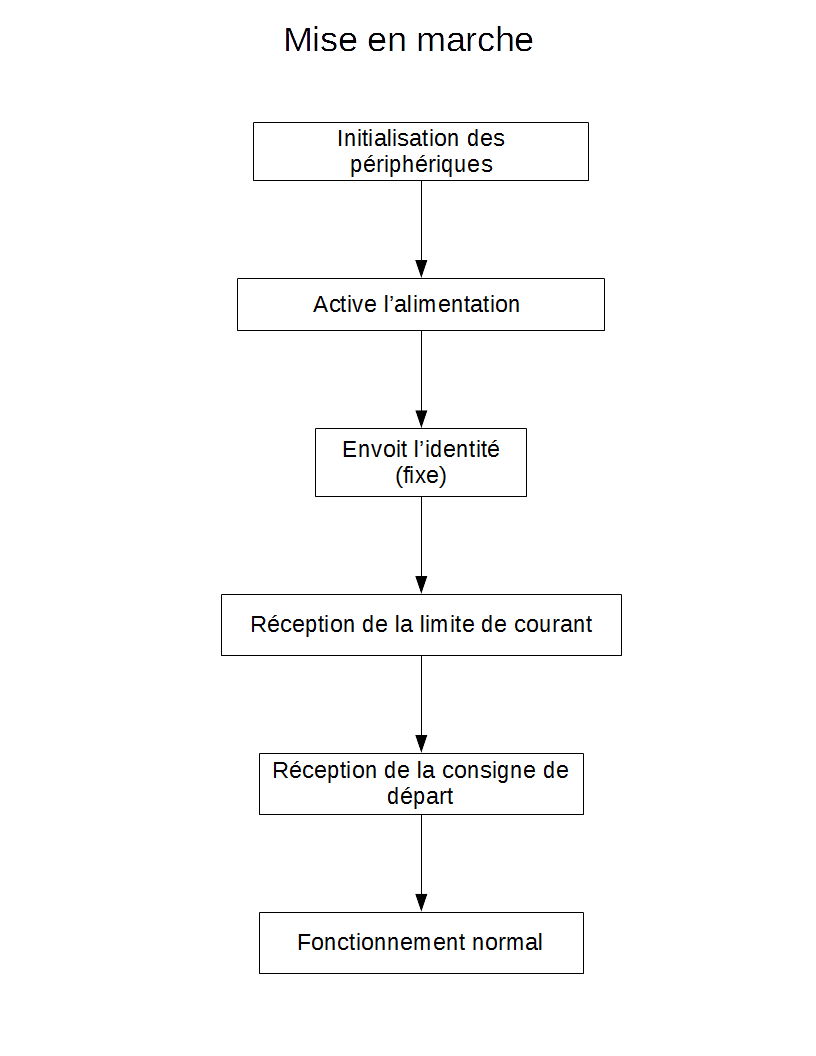 Mise en marche
Initialisation des
périphériques
Active l’alimentation
Envoit l’identité
(fixe)
Réception de la limite de courant
Réception de la consigne de
départ
Fonctionnement normal